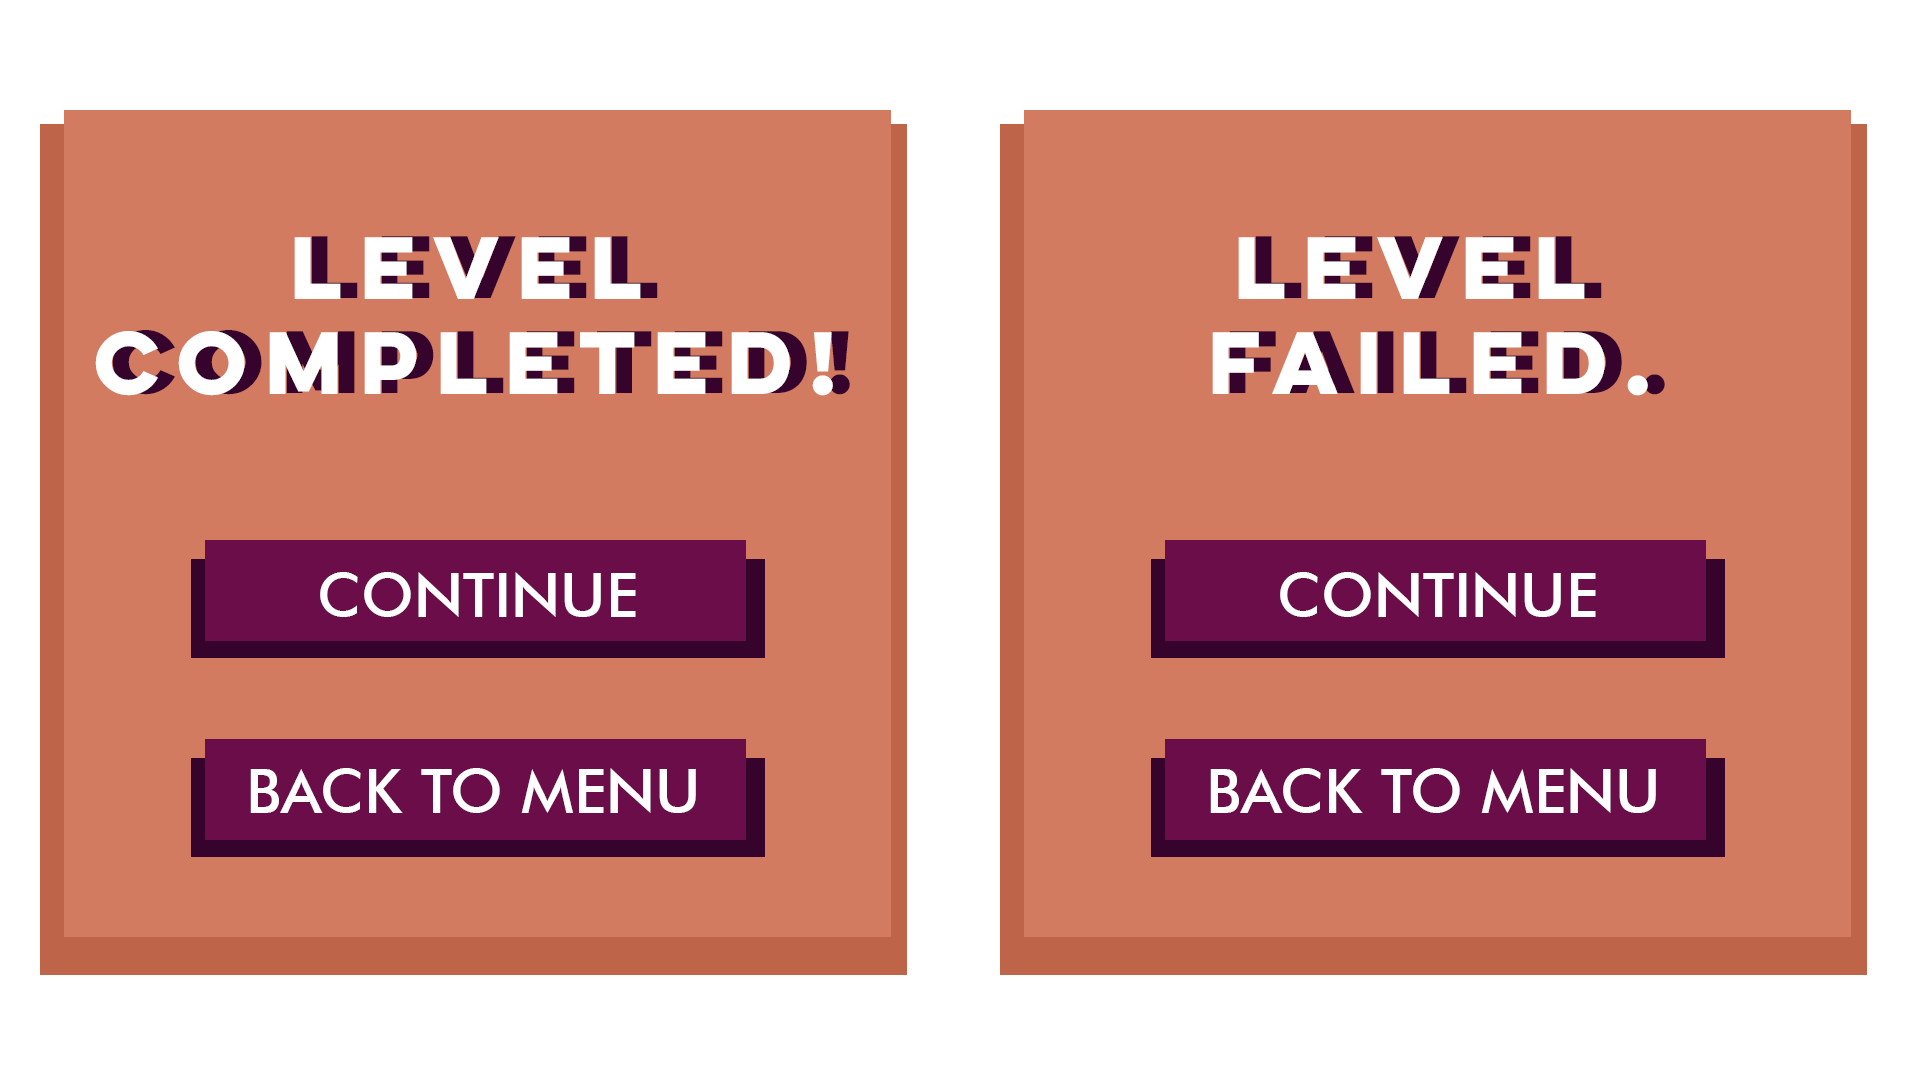 LEVEL
COMPLETED!
CONTINUE
BACK TO MENU
LEVEL
FAILED.
CONTINUE
BACK TO MENU